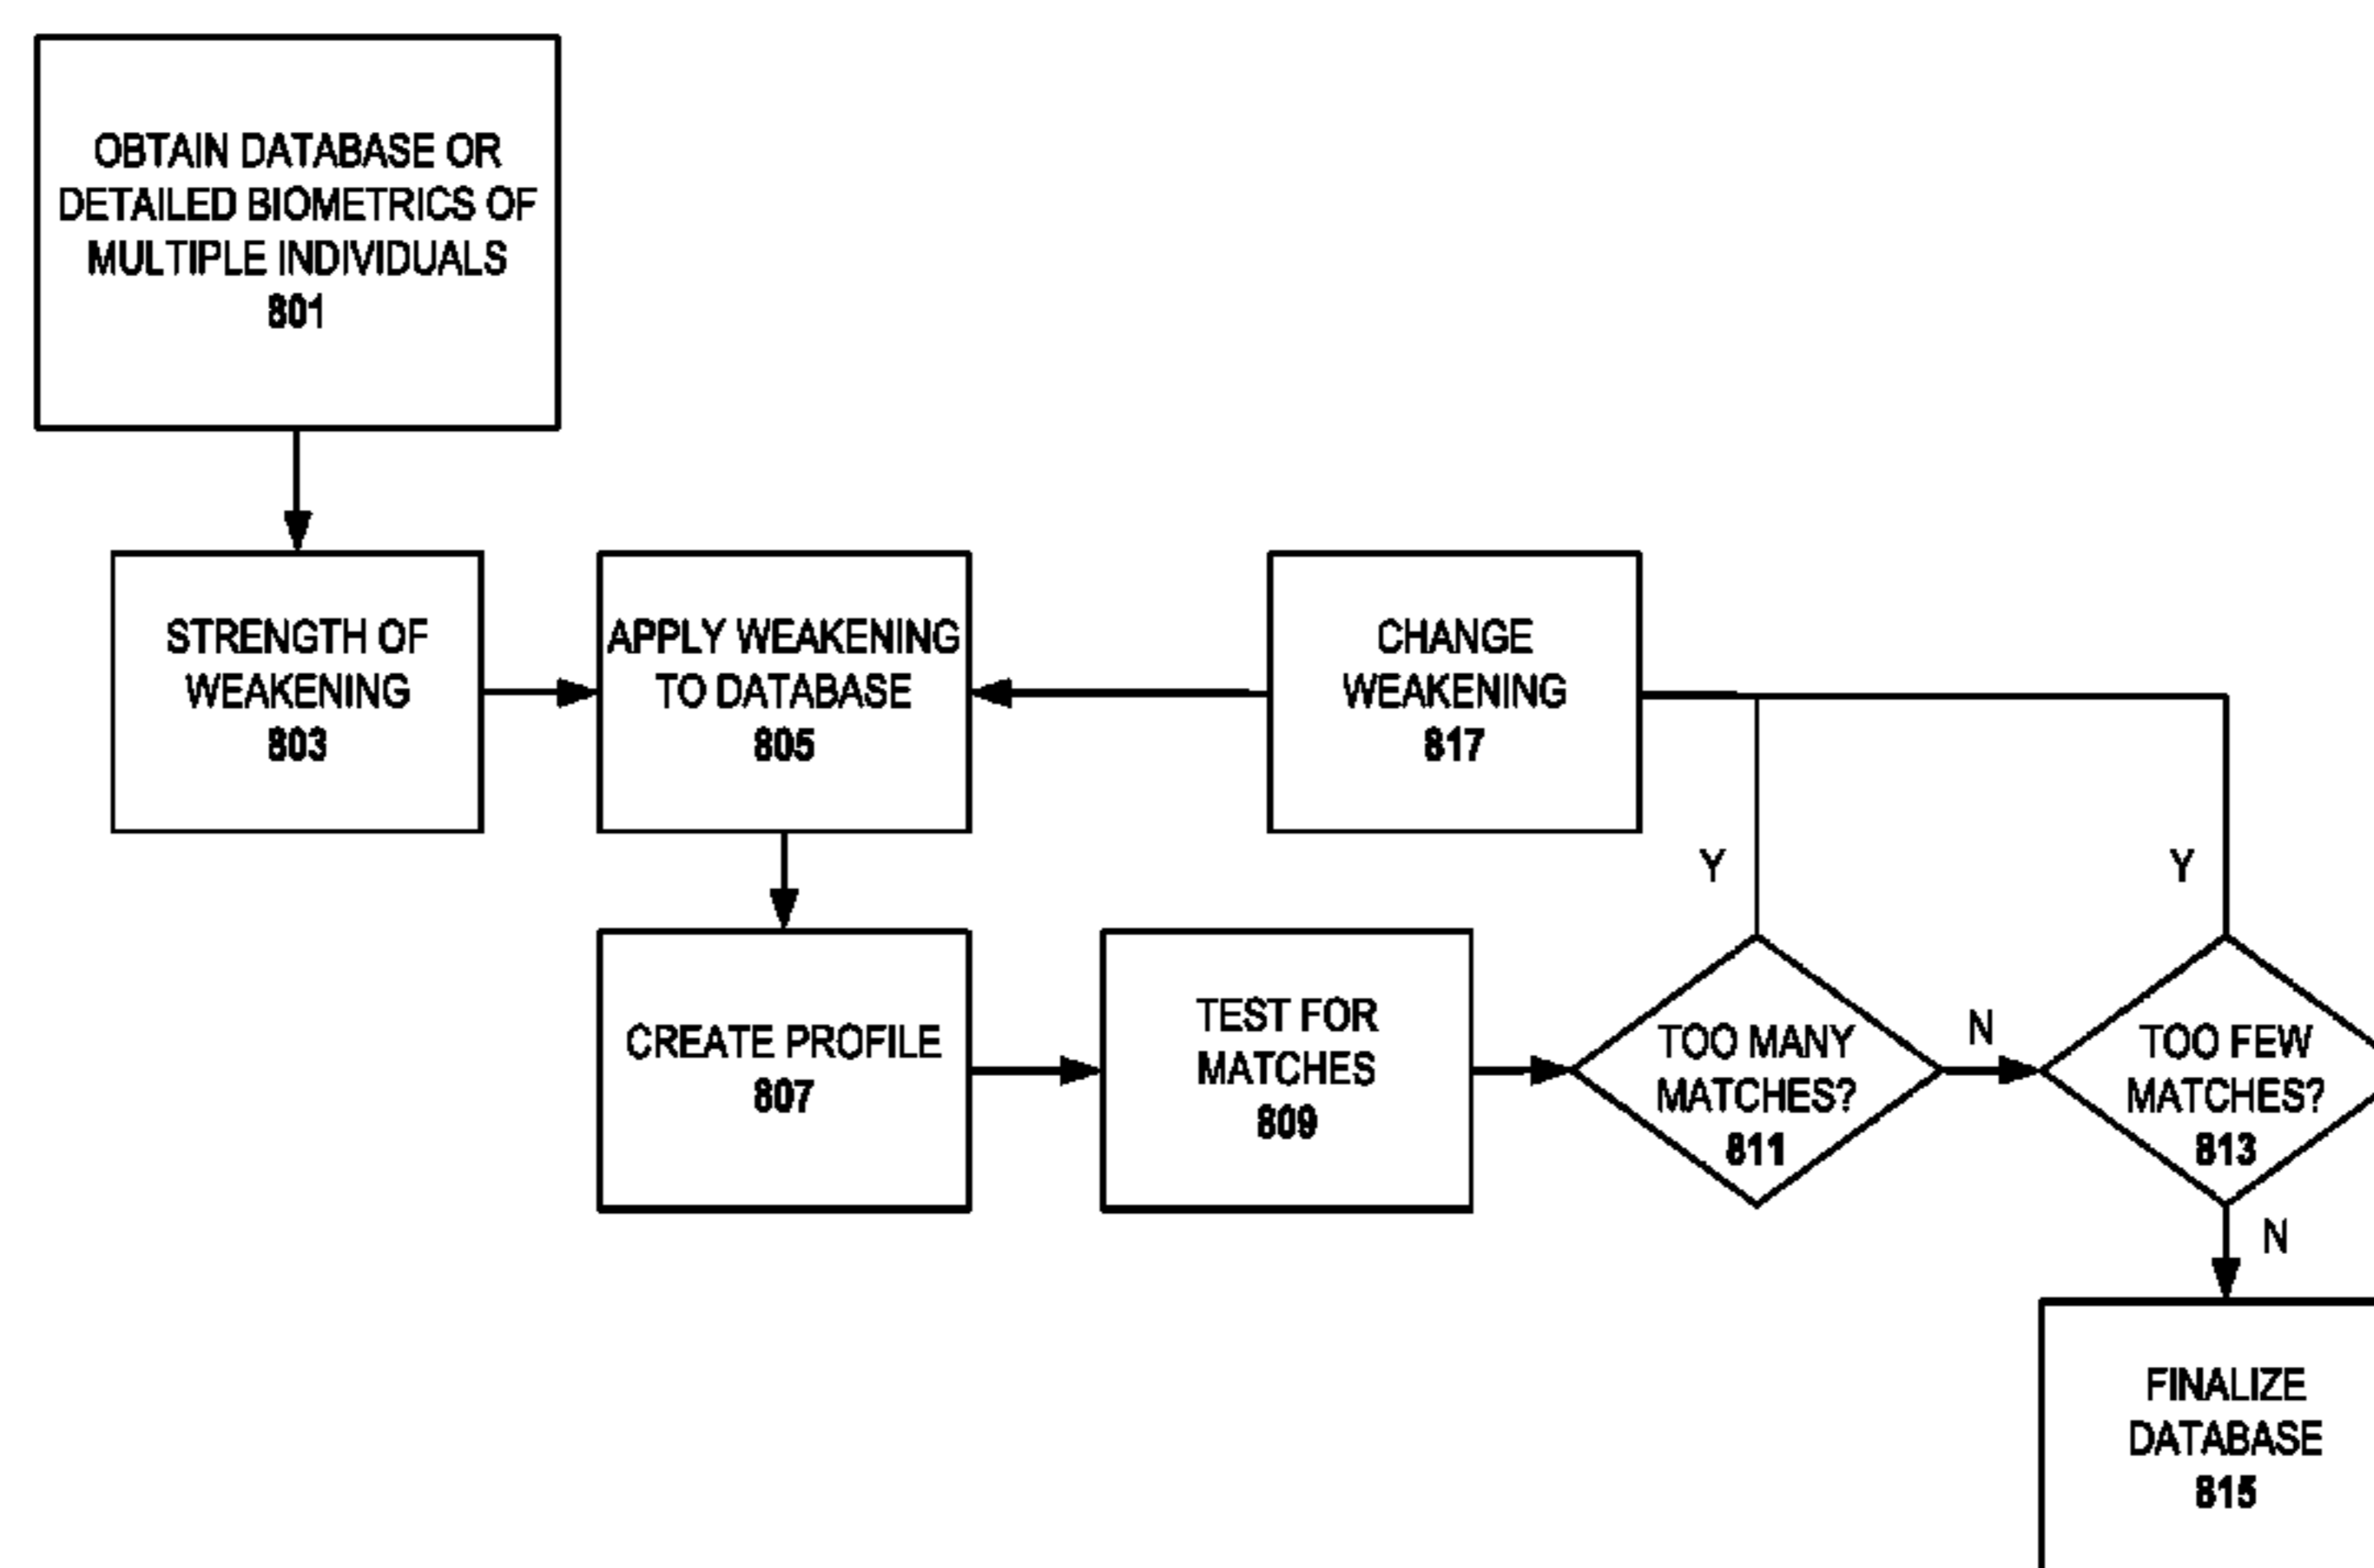 OBTAIN DATABASE OR
DETAILED BIOMETRICS OF
MULTIPLE INDIVIDUALS
801
STRENGTH OF
WEAKENING
803
APPLY WEAKENING
TO DATABASE
805
CHANGE
WEAKENING
817
Y
Y
CREATE PROFILE
807
TEST FOR
MATCHES
809
TOO MANY
MATCHES?
811
N
TOO FEW
MATCHES?
813
N
FINALIZE
DATABASE
815